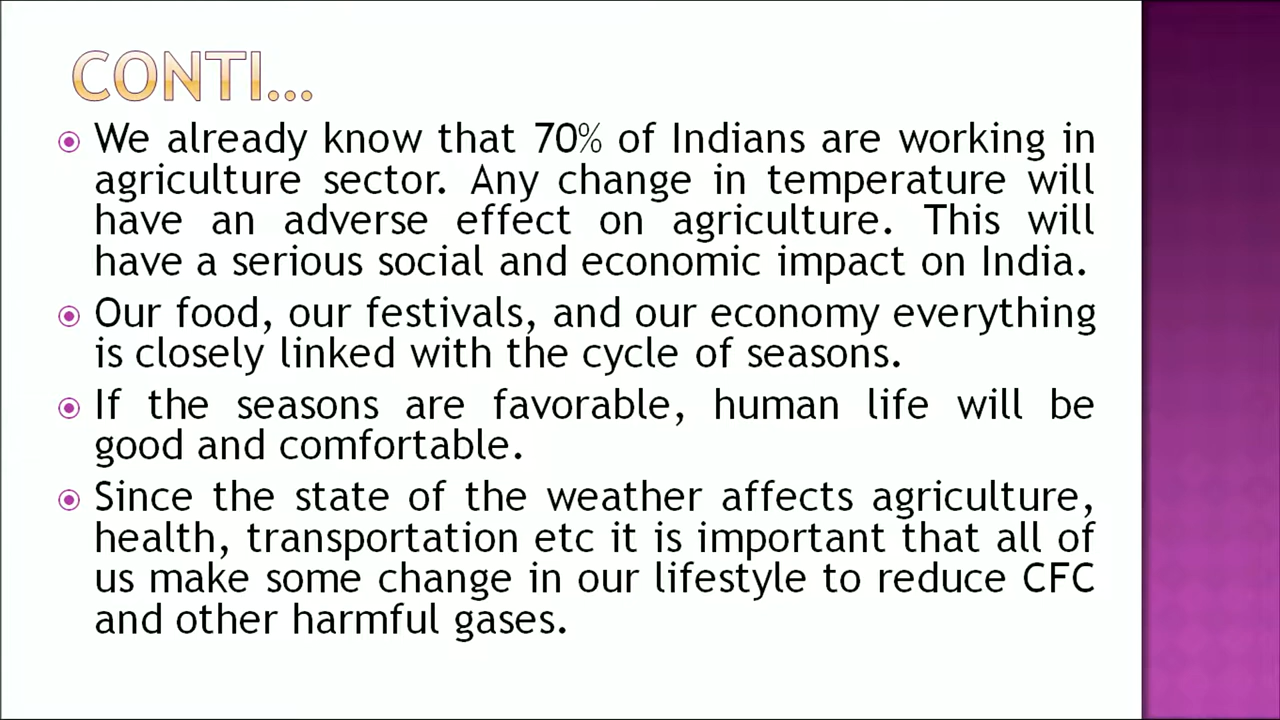 CONTI...
We already know that 70% of Indians are working in
agriculture sector. Any change in temperature will
have an adverse effect on agriculture. This will
have a serious social and economic impact on India.
Our food, our festivals, and our economy everything
is closely linked with the cycle of seasons.
If the seasons are favorable, human life will be
good and comfortable.
Since the state of the weather affects agriculture,
health, transportation etc it is important that all of
us make some change in our lifestyle to reduce CFC
and other harmful gases.